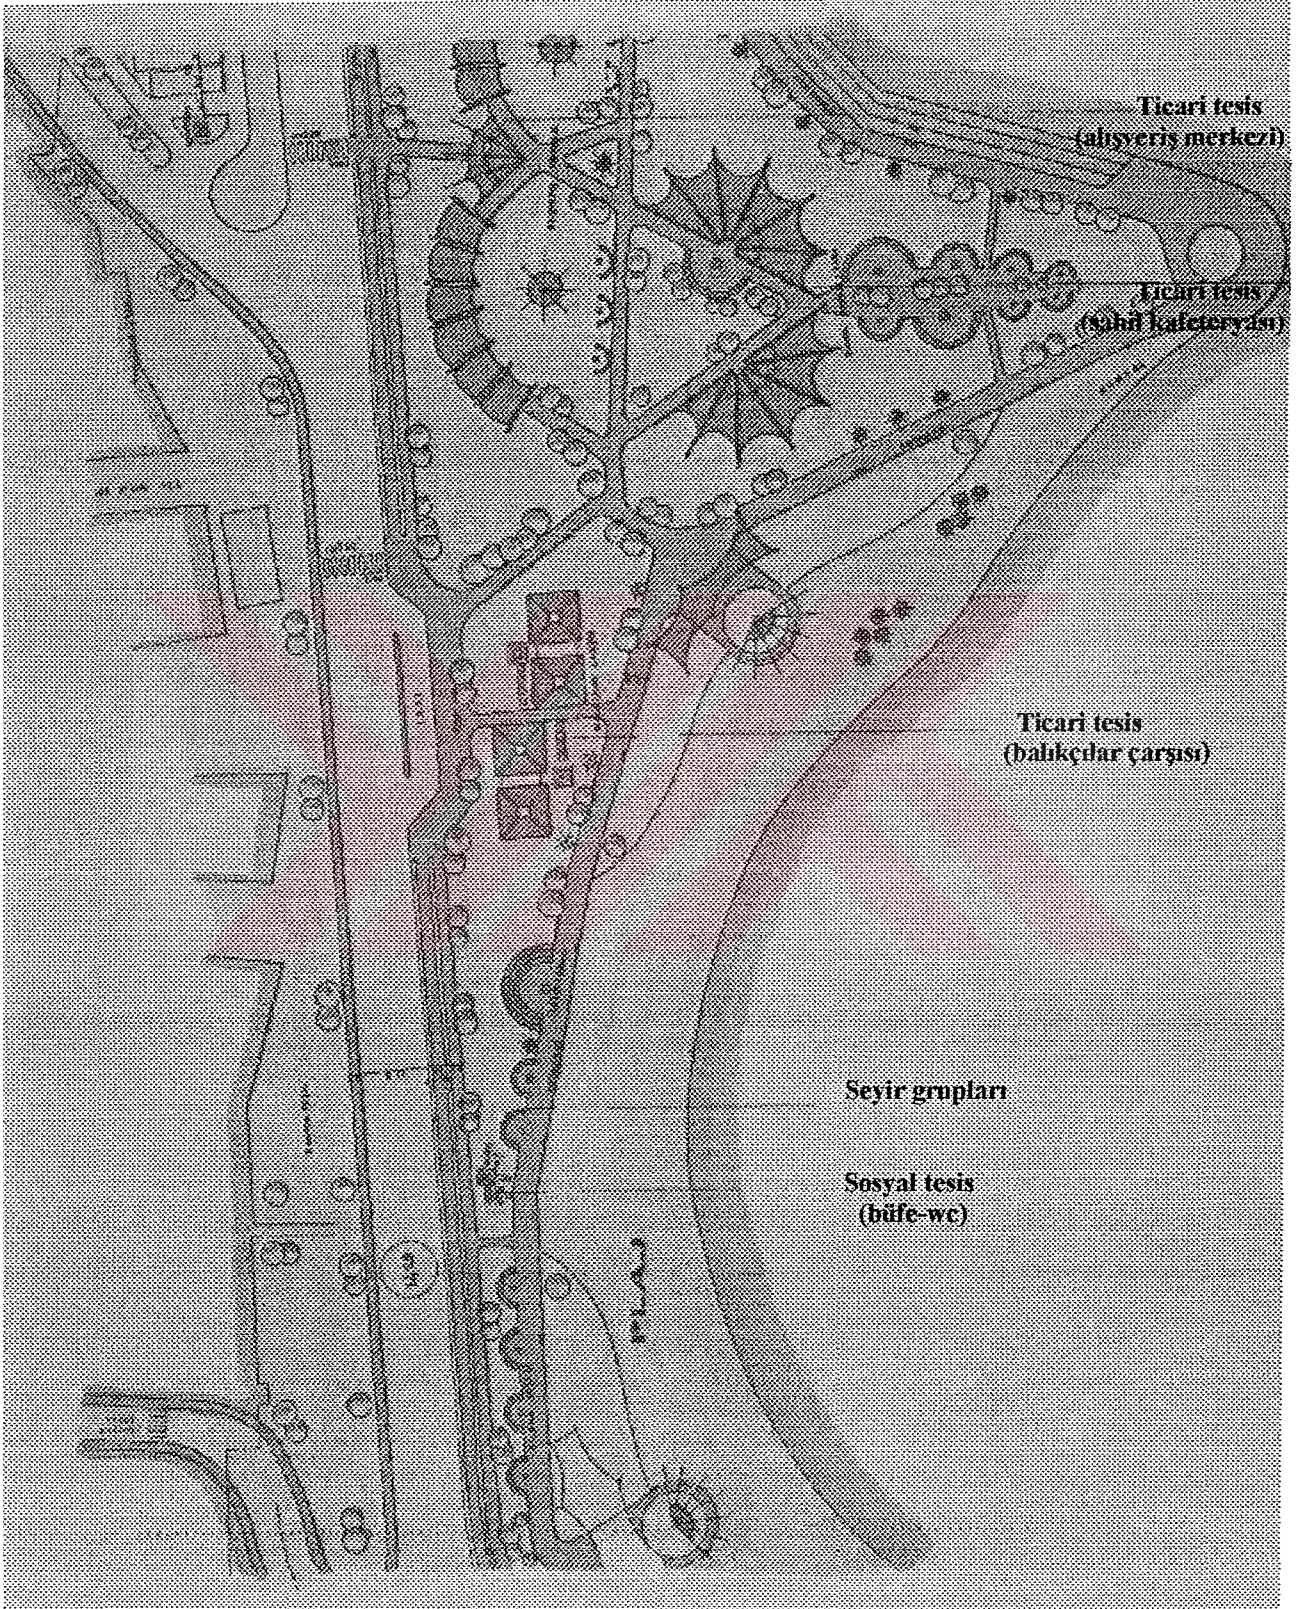 Ticari tesis
(alışveriş merkezi)
Ticari tesis
(sahil kafeteryası)
Ticari tesis
(balıkçılar çarşısı)
Seyir grupları
Sosyal tesis
(büfe-wc)